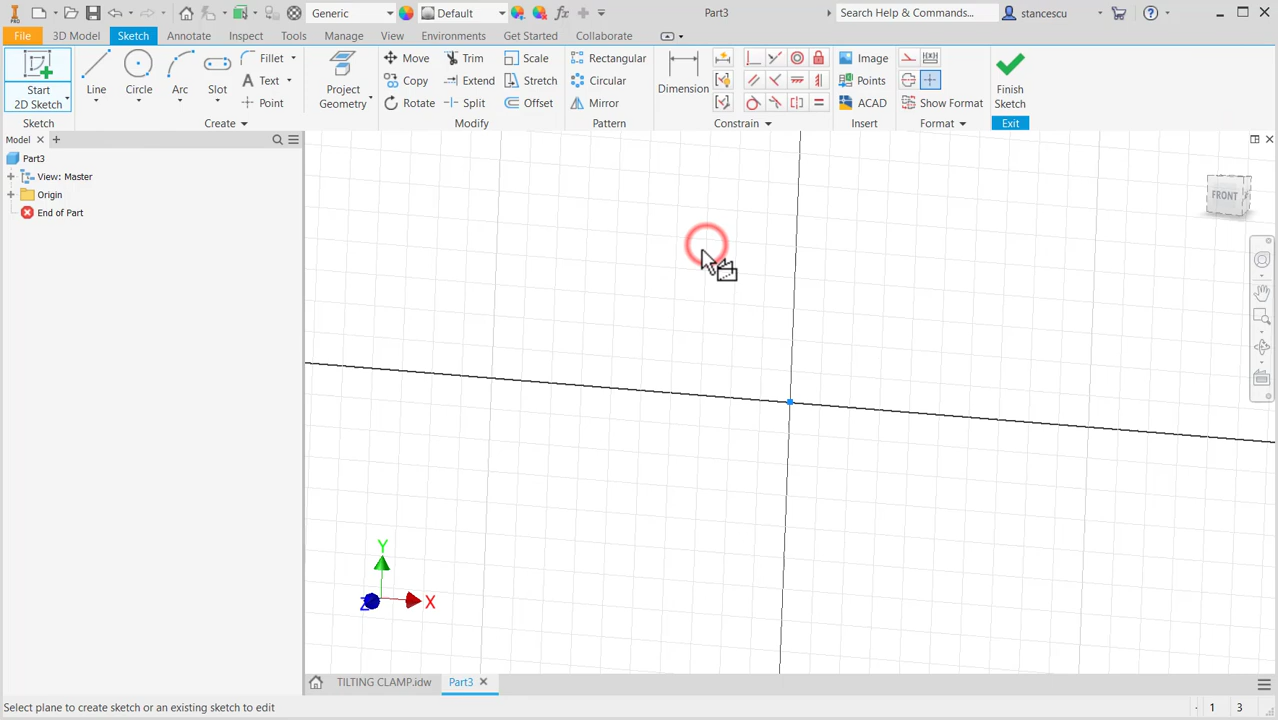 PRO Generic Default Part3 Search Help & Commands... stancescu
File 3D Model Sketch Annotate Inspect Tools Manage View Environments Get Started Collaborate
Start
2D Sketch
Line
Circle
Arc
Slot
Fillet
Text
Point
Project
Geometry
Move
Copy
Rotate
Trim
Extend
Split
Scale
Stretch
Offset
Rectangular
Circular
Mirror
Dimension
Image
Points
ACAD
Show Format
Finish
Sketch
Sketch Create Modify Pattern Constrain Insert Format Exit
Model
Part3
View: Master
Origin
End of Part
FRONT
Y
Z
X
TILTING CLAMP.idw Part3
Select plane to create sketch or an existing sketch to edit 1 3